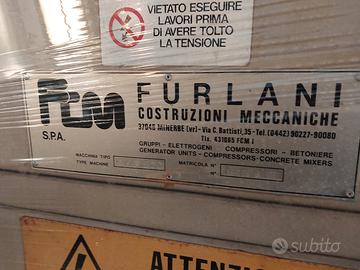 VIETATO ESEGUIRE
LAVORI PRIMA
DI AVERE TOLTO
LA TENSIONE
FCM
S.P.A.
FURLANI
COSTRUZIONI MECCANICHE
37046 MINERBE (vr) - Via C. Battisti, 35 - Tel. (0442) 90227-90080
Tlx. 431065 FCM I
GRUPPI - ELETTROGENI COMPRESSORI - BETONIERE
GENERATOR UNITS - COMPRESSORS - CONCRETE MIXERS
MACCHINA TIPO
TYPE MACHINE
MATRICOLA N°
N°
ATTENZI
subito